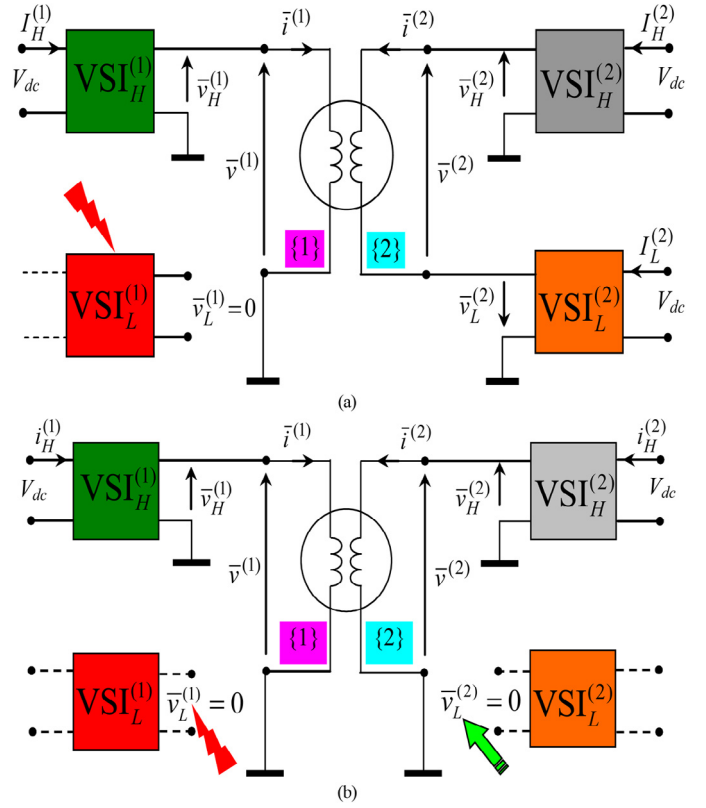 I_H^(1) i̅^(1) i̅^(2) I_H^(2)
V_dc VSI_H^(1) v̅_H^(1) v̅_H^(2) VSI_H^(2) V_dc
v̅^(1) v̅^(2)
{1} {2} I_L^(2)
VSI_L^(1) v̅_L^(1) = 0 v̅_L^(2) VSI_L^(2) V_dc
(a)
i_H^(1) i̅^(1) i̅^(2) i_H^(2)
V_dc VSI_H^(1) v̅_H^(1) v̅_H^(2) VSI_H^(2) V_dc
v̅^(1) v̅^(2)
{1} {2}
VSI_L^(1) v̅_L^(1) = 0 v̅_L^(2) = 0 VSI_L^(2)
(b)